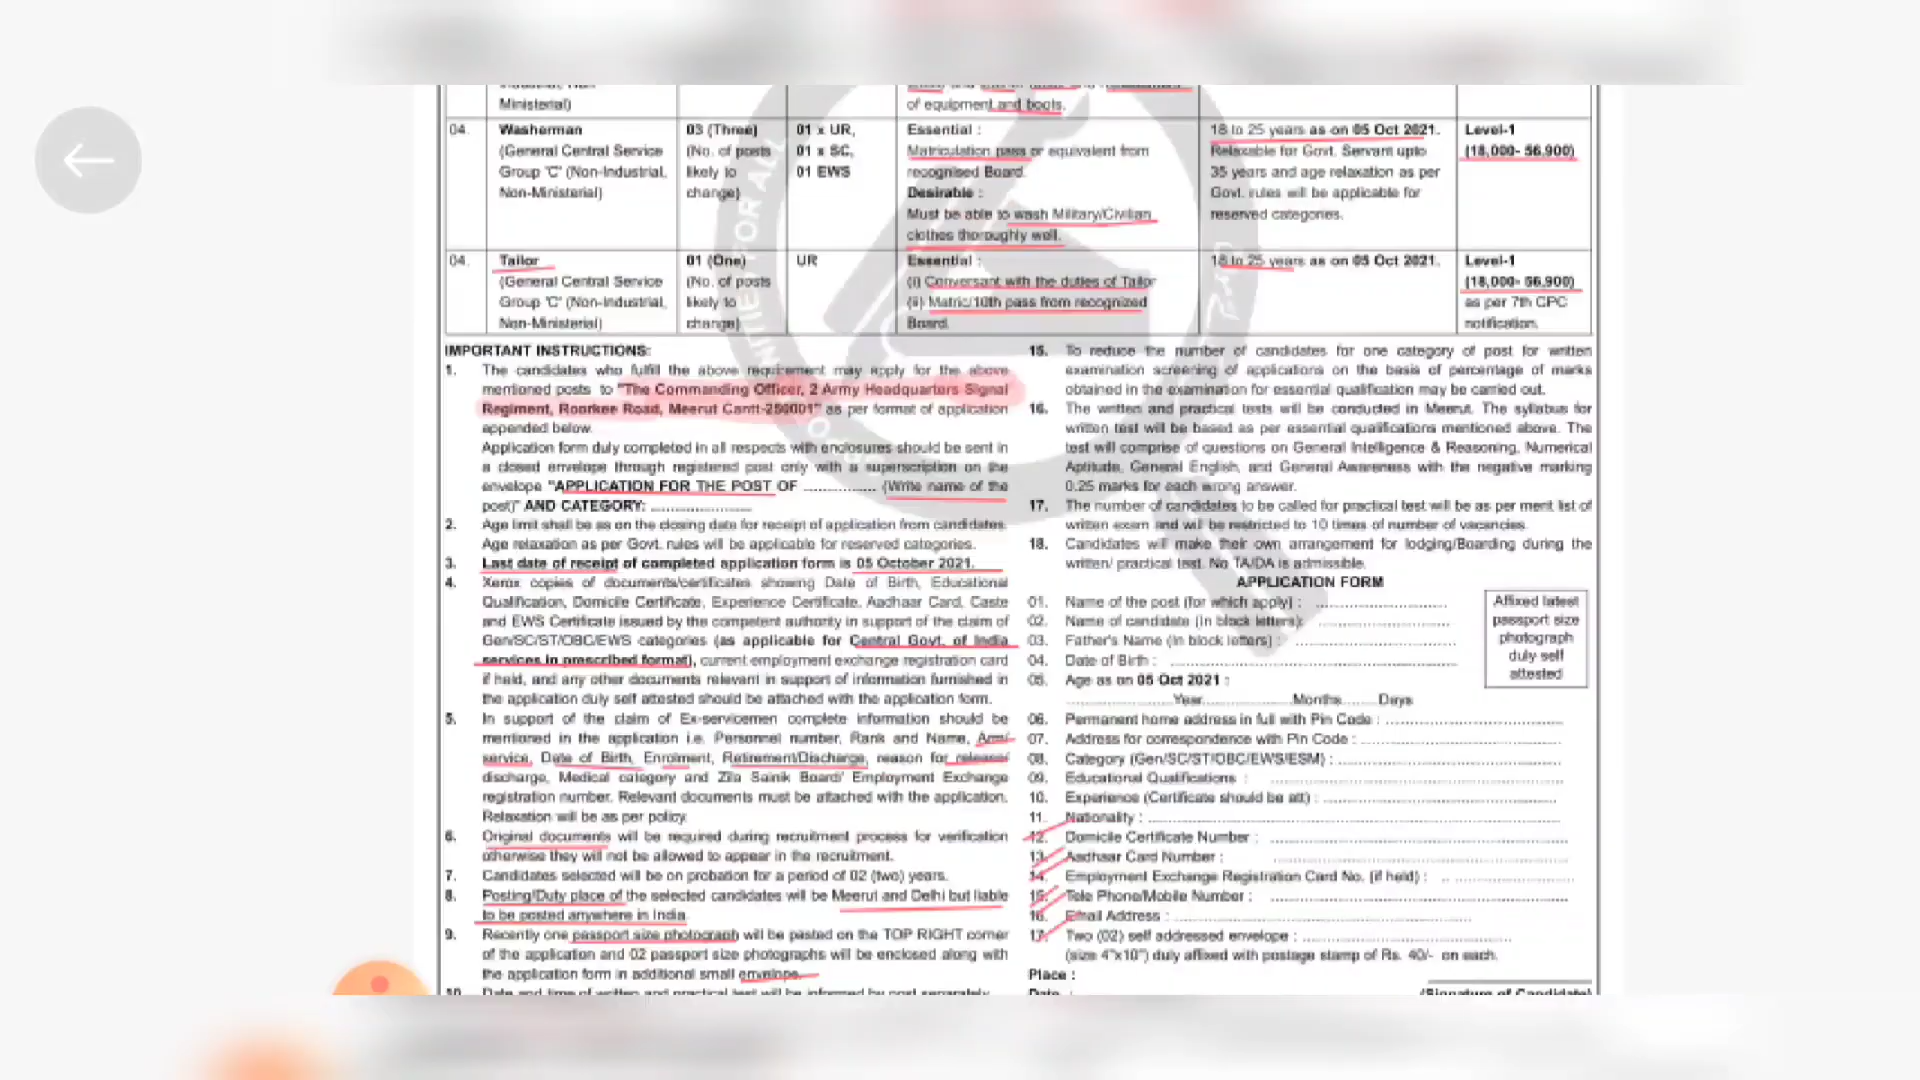 Ministerial)
of equipment and boots.
04. Washerman
(General Central Service
Group 'C' (Non-Industrial,
Non-Ministerial)
03 (Three)
(No. of posts
likely to
change)
01 x UR,
01 x SC,
01 EWS
Essential :
Matriculation pass or equivalent from
recognised Board.
Desirable :
Must be able to wash Military/Civilian
clothes thoroughly well.
18 to 25 years as on 05 Oct 2021.
Relaxable for Govt. Servant upto
35 years and age relaxation as per
Govt. rules will be applicable for
reserved categories.
Level-1
(18,000- 56,900)
04. Tailor
(General Central Service
Group 'C' (Non-Industrial,
Non-Ministerial)
01 (One)
(No. of posts
likely to
change)
UR
Essential :
(i) Conversant with the duties of Tailor
(ii) Matric/10th pass from recognized
Board.
18 to 25 years as on 05 Oct 2021.
Level-1
(18,000- 56,900)
as per 7th CPC
notification.
IMPORTANT INSTRUCTIONS:
1. The candidates who fulfill the above requirement may apply for the above
mentioned posts to "The Commanding Officer, 2 Army Headquarters Signal
Regiment, Roorkee Road, Meerut Cantt-250001" as per format of application
appended below.
Application form duly completed in all respects with enclosures should be sent in
a closed envelope through registered post only with a superscription on the
envelope "APPLICATION FOR THE POST OF ............... (Write name of the
post)" AND CATEGORY: .....................
2. Age limit shall be as on the closing date for receipt of application from candidates.
Age relaxation as per Govt. rules will be applicable for reserved categories.
3. Last date of receipt of completed application form is 05 October 2021.
4. Xerox copies of documents/certificates showing Date of Birth, Educational
Qualification, Domicile Certificate, Experience Certificate, Aadhaar Card, Caste
and EWS Certificate issued by the competent authority in support of the claim of
Gen/SC/ST/OBC/EWS categories (as applicable for Central Govt. of India
services in prescribed format), current employment exchange registration card
if held, and any other documents relevant in support of information furnished in
the application duly self attested should be attached with the application form.
5. In support of the claim of Ex-servicemen complete information should be
mentioned in the application i.e. Personnel number, Rank and Name, Arm/
service, Date of Birth, Enrolment, Retirement/Discharge, reason for release/
discharge, Medical category and Zila Sainik Board/ Employment Exchange
registration number. Relevant documents must be attached with the application.
Relaxation will be as per policy.
6. Original documents will be required during recruitment process for verification
otherwise they will not be allowed to appear in the recruitment.
7. Candidates selected will be on probation for a period of 02 (two) years.
8. Posting/Duty place of the selected candidates will be Meerut and Delhi but liable
to be posted anywhere in India.
9. Recently one passport size photograph will be pasted on the TOP RIGHT corner
of the application and 02 passport size photographs will be enclosed along with
the application form in additional small envelope.
10. Date and time of written and practical test will be informed by post separately
15. To reduce the number of candidates for one category of post for written
examination screening of applications on the basis of percentage of marks
obtained in the examination for essential qualification may be carried out.
16. The written and practical tests will be conducted in Meerut. The syllabus for
written test will be based as per essential qualifications mentioned above. The
test will comprise of questions on General Intelligence & Reasoning, Numerical
Aptitude, General English, and General Awareness with the negative marking
0.25 marks for each wrong answer.
17. The number of candidates to be called for practical test will be as per merit list of
written exam and will be restricted to 10 times of number of vacancies.
18. Candidates will make their own arrangement for lodging/Boarding during the
written/ practical test. No TA/DA is admissible.
APPLICATION FORM
01. Name of the post (for which apply) : ..............................
02. Name of candidate (in block letters): ..............................
03. Father's Name (In block letters) : ..............................
04. Date of Birth : ..............................
05. Age as on 05 Oct 2021 :
........................Year..................Months.......Days
Affixed latest
passport size
photograph
duly self
attested
06. Permanent home address in full with Pin Code : ..............................
07. Address for correspondence with Pin Code : ..............................
08. Category (Gen/SC/ST/OBC/EWS/ESM) : ..............................
09. Educational Qualifications : ..............................
10. Experience (Certificate should be att) : ..............................
11. Nationality : ..............................
12. Domicile Certificate Number : ..............................
13. Aadhaar Card Number : ..............................
14. Employment Exchange Registration Card No. (if held) : ..............................
15. Tele Phone/Mobile Number : ..............................
16. Email Address : ..............................
17. Two (02) self addressed envelope : ..............................
(size 4"x10") duly affixed with postage stamp of Rs. 40/- on each.
Place :
Date :
(Signature of Candidate)